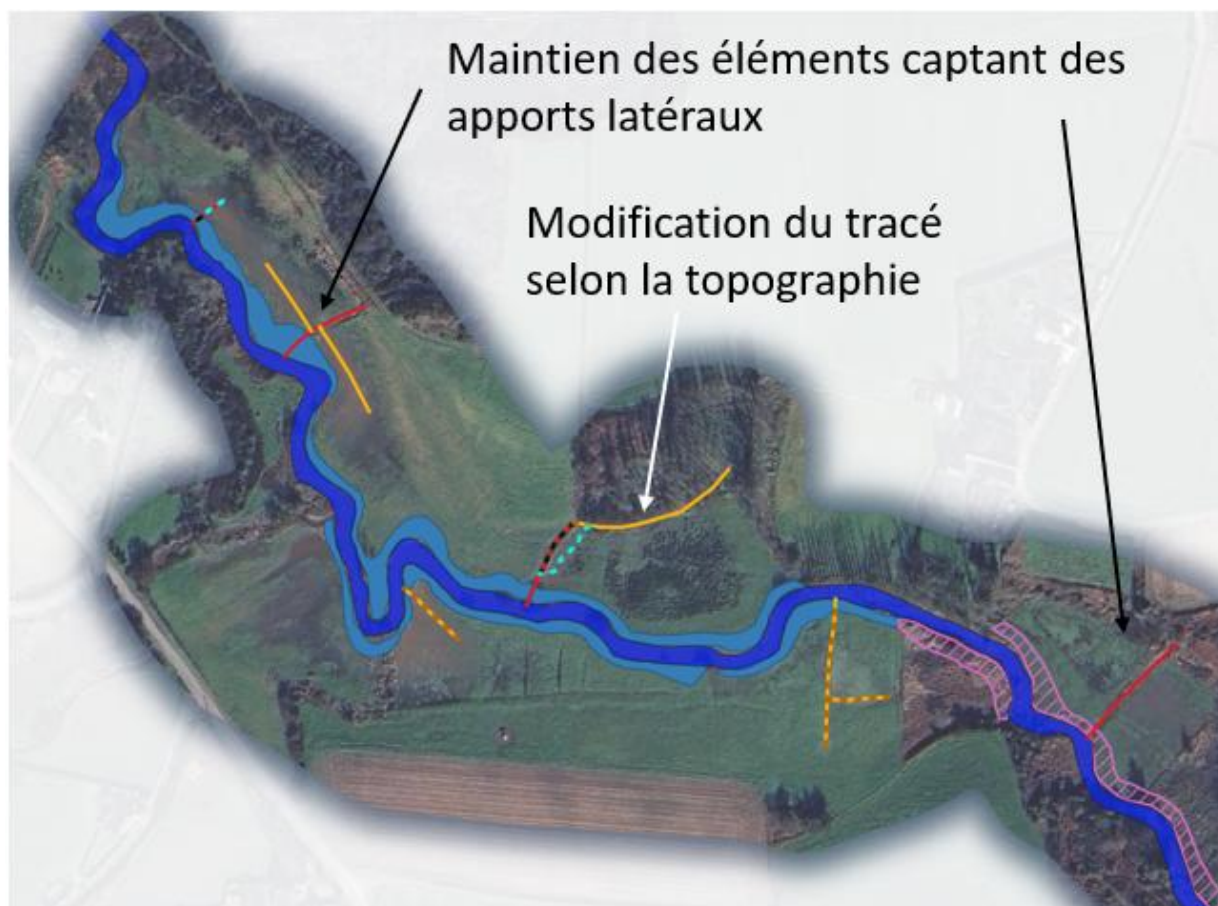 Maintien des éléments captant des
apports latéraux
Modification du tracé
selon la topographie